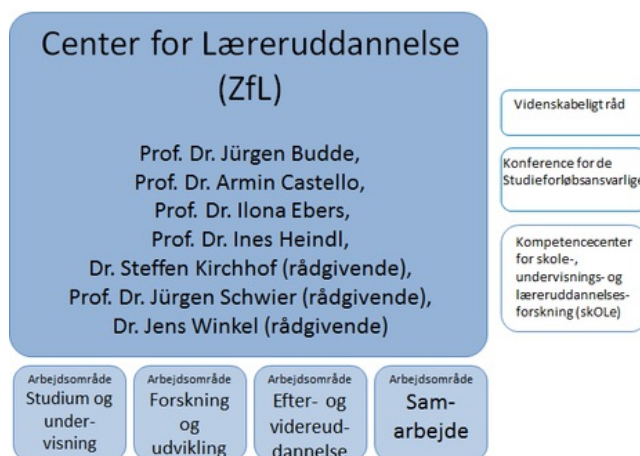 Center for Læreruddannelse
(ZfL)
Prof. Dr. Jürgen Budde,
Prof. Dr. Armin Castello,
Prof. Dr. Ilona Ebers,
Prof. Dr. Ines Heindl,
Dr. Steffen Kirchhof (rådgivende),
Prof. Dr. Jürgen Schwier (rådgivende),
Dr. Jens Winkel (rådgivende)
Videnskabeligt råd
Konference for de
Studieforløbsansvarlige
Kompetencecenter
for skole-,
undervisnings- og
læreruddannelses-
forskning (skOLe)
Arbejdsområde
Studium og
under-
visning
Arbejdsområde
Forskning
og
udvikling
Arbejdsområde
Efter- og
videreud-
dannelse
Arbejdsområde
Sam-
arbejde